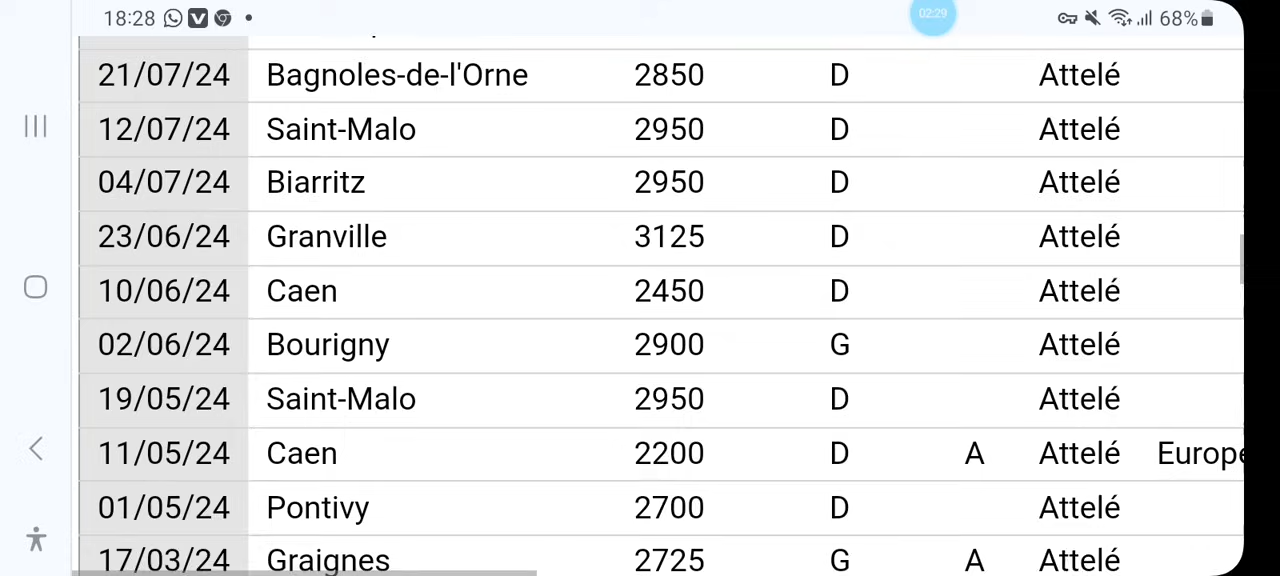 18:28 02:29 68%
21/07/24 Bagnoles-de-l'Orne 2850 D Attelé
12/07/24 Saint-Malo 2950 D Attelé
04/07/24 Biarritz 2950 D Attelé
23/06/24 Granville 3125 D Attelé
10/06/24 Caen 2450 D Attelé
02/06/24 Bourigny 2900 G Attelé
19/05/24 Saint-Malo 2950 D Attelé
11/05/24 Caen 2200 D A Attelé Europe
01/05/24 Pontivy 2700 D Attelé
17/03/24 Graignes 2725 G A Attelé